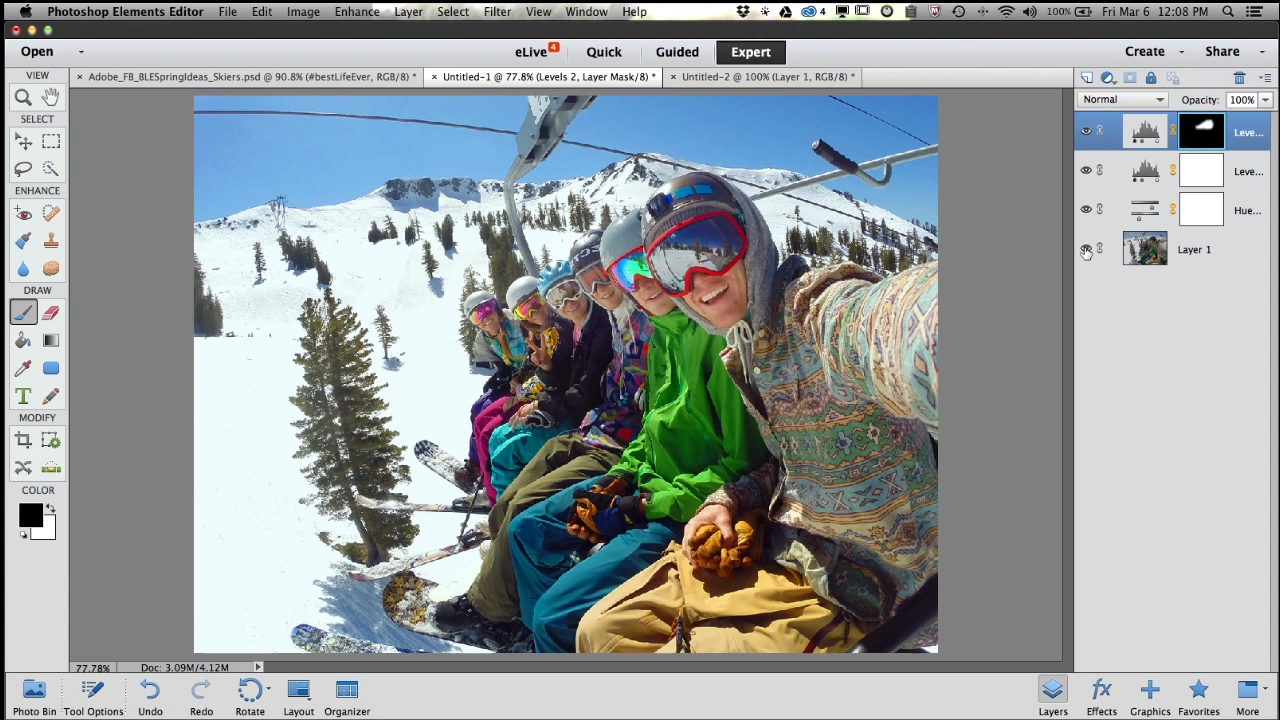 Photoshop Elements Editor File Edit Image Enhance Layer Select Filter View Window Help 4 100% Fri Mar 6 12:08 PM
Open eLive 4 Quick Guided Expert Create Share
VIEW
× Adobe_FB_BLESpringIdeas_Skiers.psd @ 90.8% (#bestLifeEver, RGB/8) * × Untitled-1 @ 77.8% (Levels 2, Layer Mask/8) * × Untitled-2 @ 100% (Layer 1, RGB/8) *
Normal Opacity: 100%
SELECT
Leve...
Leve...
ENHANCE
Hue...
Layer 1
DRAW
T
MODIFY
COLOR
77.78% Doc: 3.09M/4.12M
Photo Bin Tool Options Undo Redo Rotate Layout Organizer Layers fx Effects Graphics Favorites More